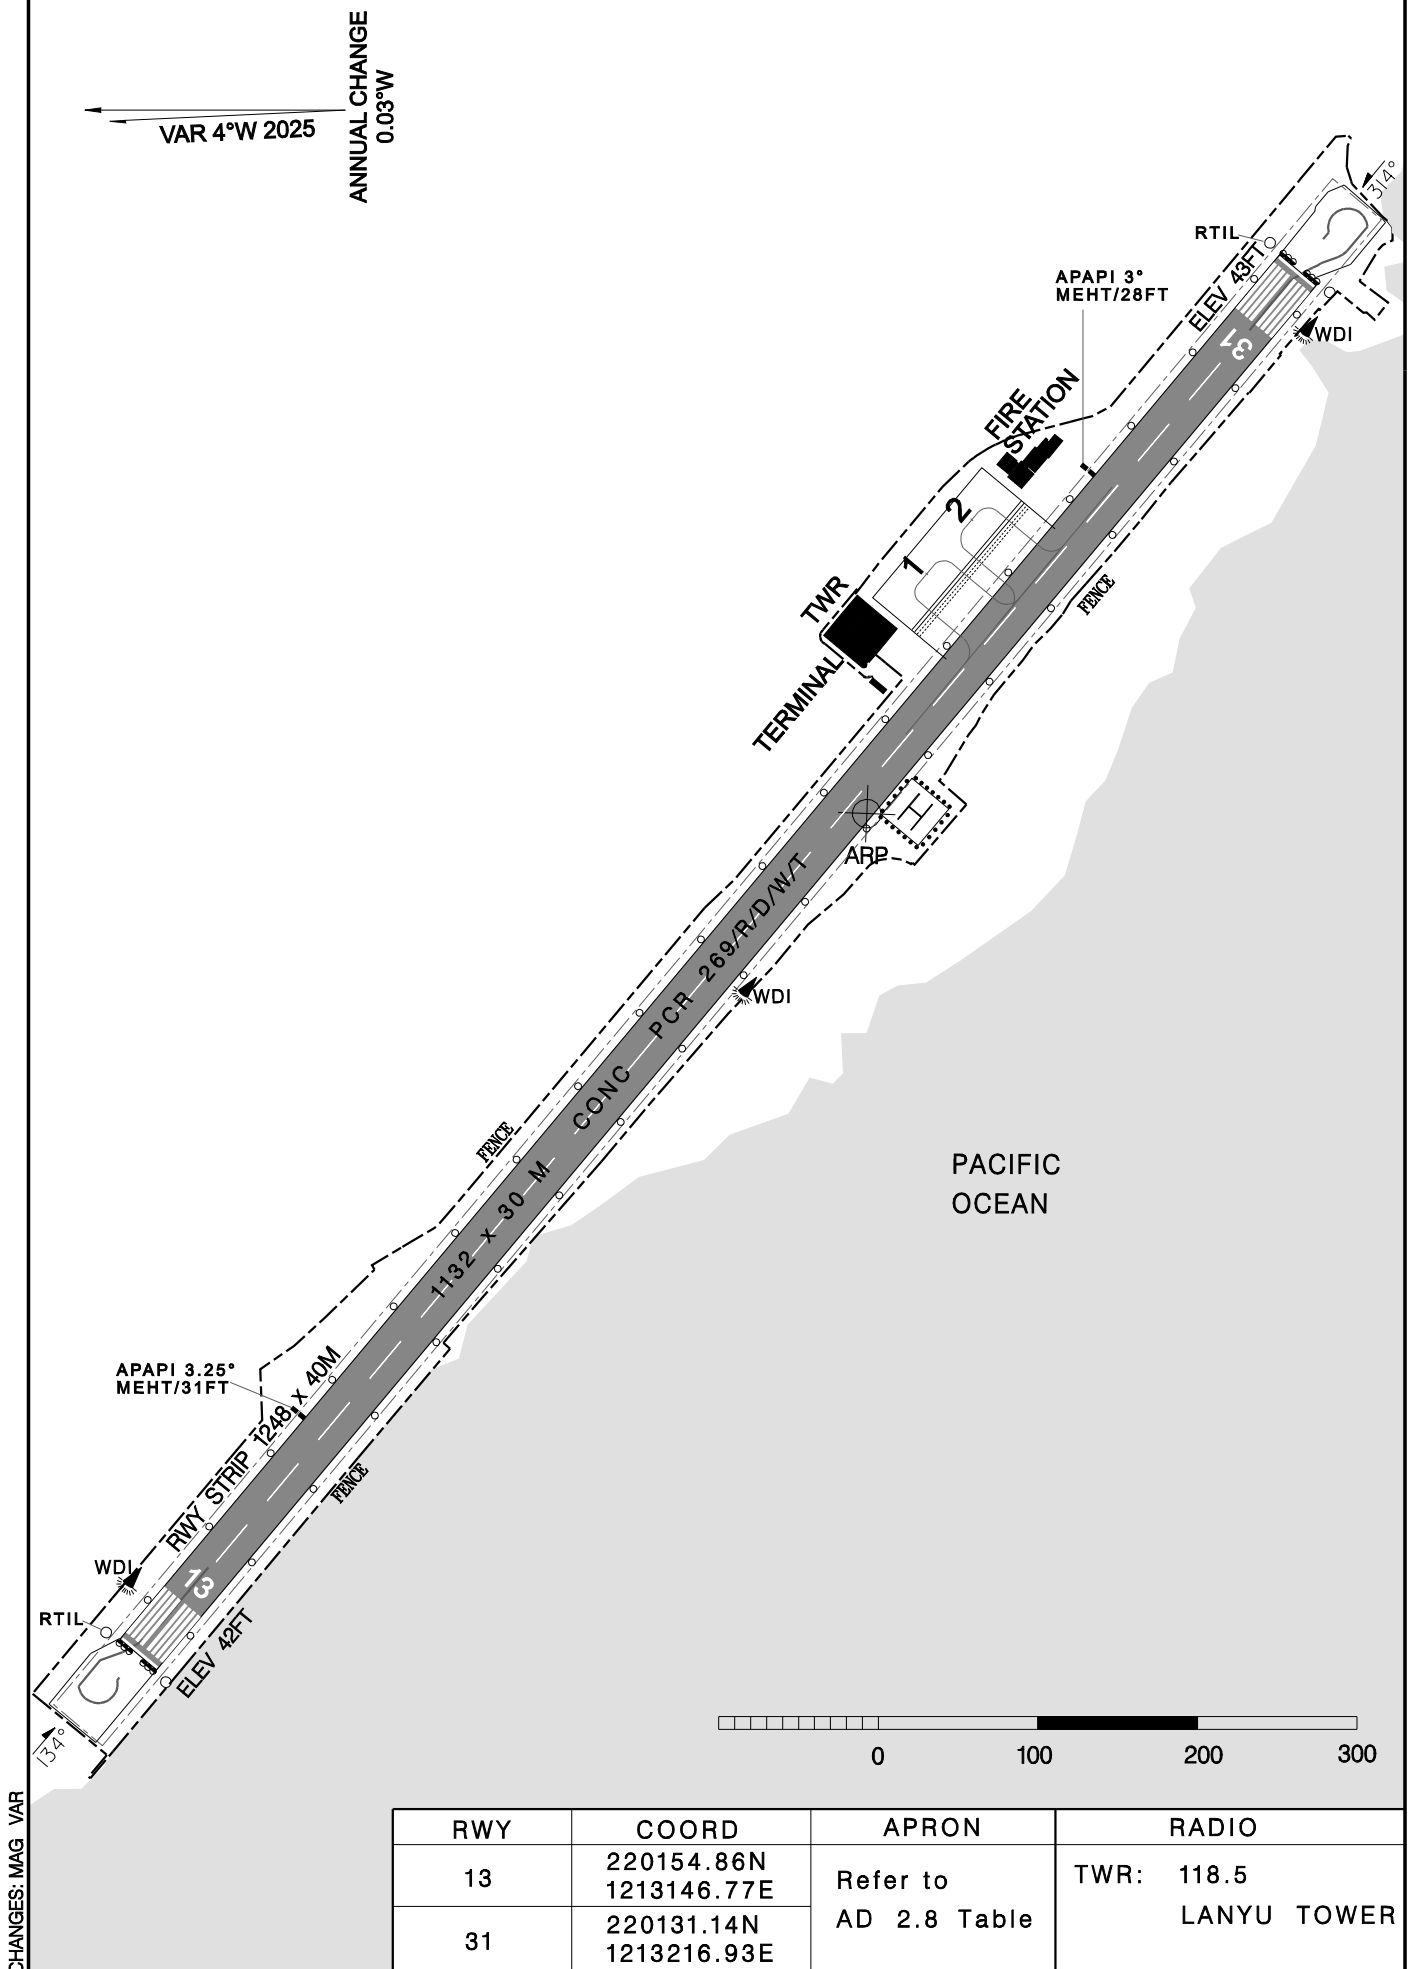 ANNUAL CHANGE
0.03°W
VAR 4°W 2025
314°
RTIL
ELEV 43FT
APAPI 3°
MEHT/28FT
WDI
31
FIRE
STATION
2
1
FENCE
TWR
TERMINAL
H
ARP
WDI
1132 x 30 M CONC PCR 269/R/D/W/T
FENCE
PACIFIC
OCEAN
APAPI 3.25°
MEHT/31FT
RWY STRIP 1248 x 40M
FENCE
WDI
13
RTIL
ELEV 42FT
134°
0 100 200 300
CHANGES: MAG VAR
RWY COORD APRON RADIO
13 220154.86N
1213146.77E
31 220131.14N
1213216.93E
Refer to
AD 2.8 Table
TWR: 118.5
LANYU TOWER